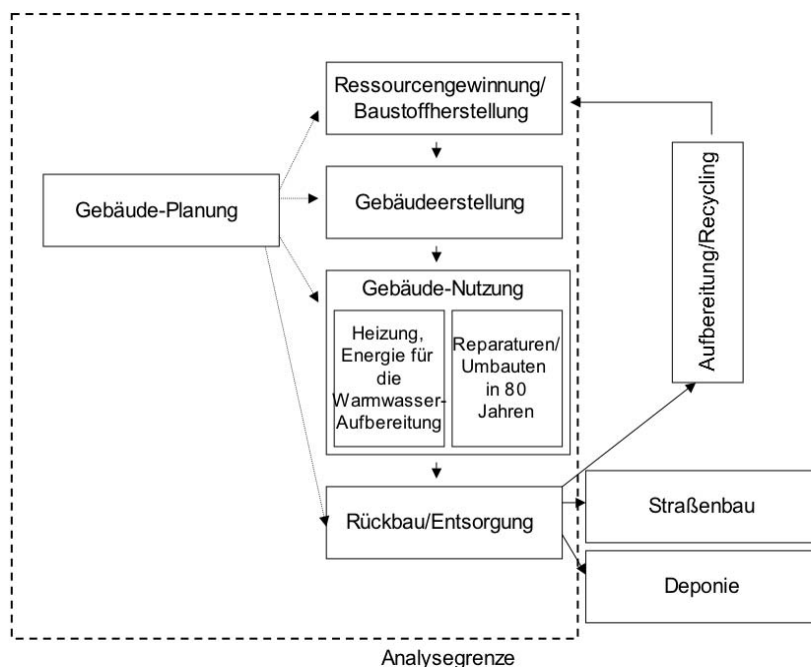 Ressourcengewinnung/
Baustoffherstellung
Gebäude-Planung
Gebäudeerstellung
Gebäude-Nutzung
Heizung,
Energie für
die
Warmwasser-
Aufbereitung
Reparaturen/
Umbauten
in 80
Jahren
Aufbereitung/Recycling
Rückbau/Entsorgung
Straßenbau
Deponie
Analysegrenze